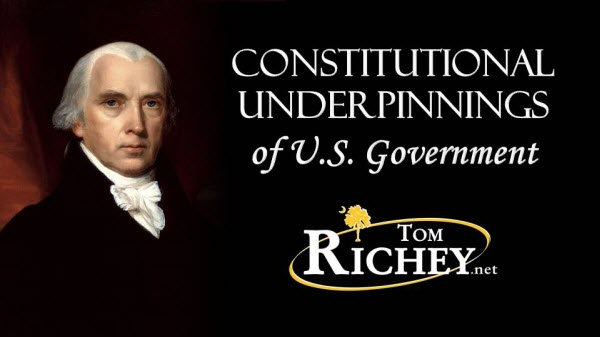 CONSTITUTIONAL
UNDERPINNINGS
of U.S. Government
TOM
RICHEY.net